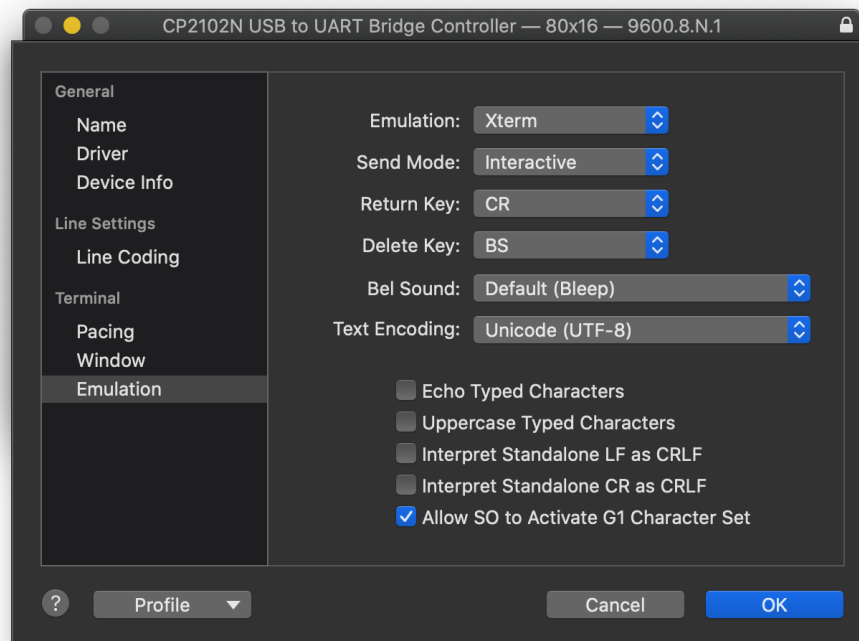 CP2102N USB to UART Bridge Controller — 80x16 — 9600.8.N.1
General
Name
Driver
Device Info
Line Settings
Line Coding
Terminal
Pacing
Window
Emulation
Emulation: Xterm
Send Mode: Interactive
Return Key: CR
Delete Key: BS
Bel Sound: Default (Bleep)
Text Encoding: Unicode (UTF-8)
Echo Typed Characters
Uppercase Typed Characters
Interpret Standalone LF as CRLF
Interpret Standalone CR as CRLF
Allow SO to Activate G1 Character Set
? Profile Cancel OK